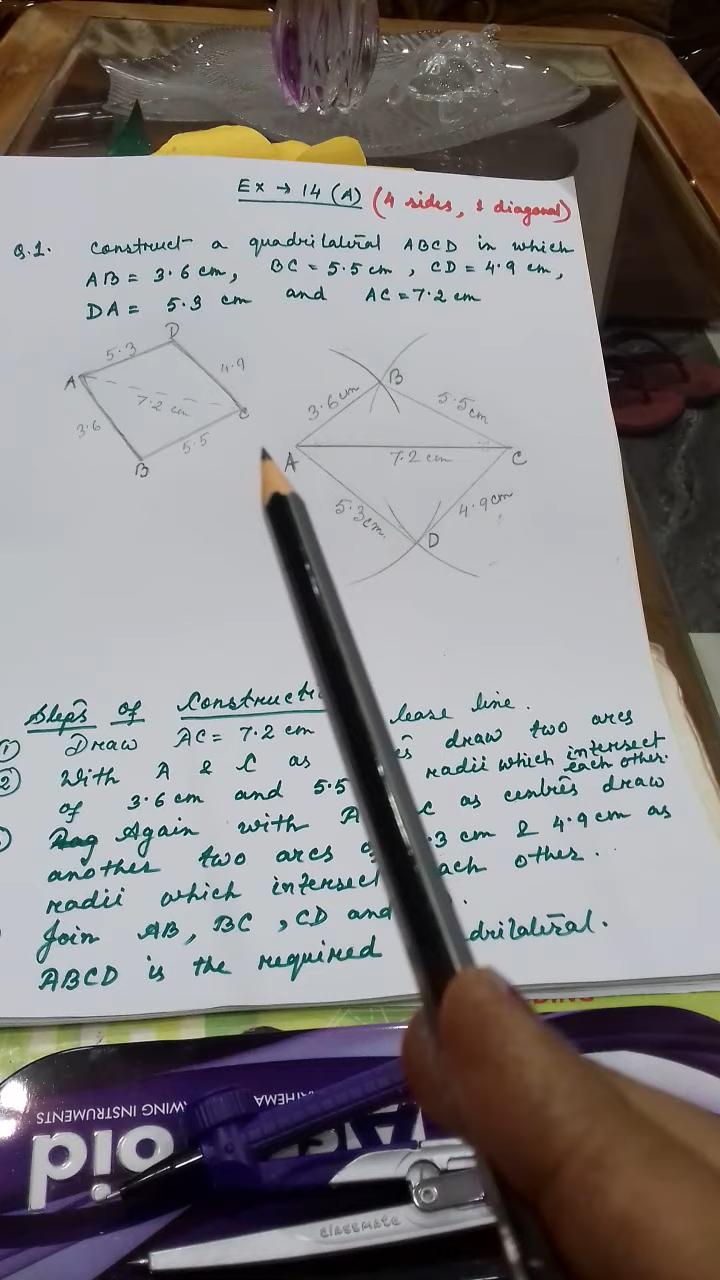 Ex → 14 (A) (4 sides, 1 diagonal)
Q.1. Construct a quadrilateral ABCD in which
AB = 3.6 cm, BC = 5.5 cm, CD = 4.9 cm,
DA = 5.3 cm and AC = 7.2 cm
D
5.3
4.9
A
7.2 cm
C
3.6
5.5
B
B
3.6 cm
5.5 cm
A
7.2 cm
C
5.3 cm
4.9 cm
D
Steps of Constructi
① Draw AC = 7.2 cm lease line.
② With A & C as draw two arcs
of 3.6 cm and 5.5 radii which intersect
each other.
Again with A C as centres draw
another two arcs .3 cm & 4.9 cm as
radii which intersect ach other.
Join AB, BC, CD and
ABCD is the required drilateral.
WING INSTRUMENTS
oid
CLASSMATE